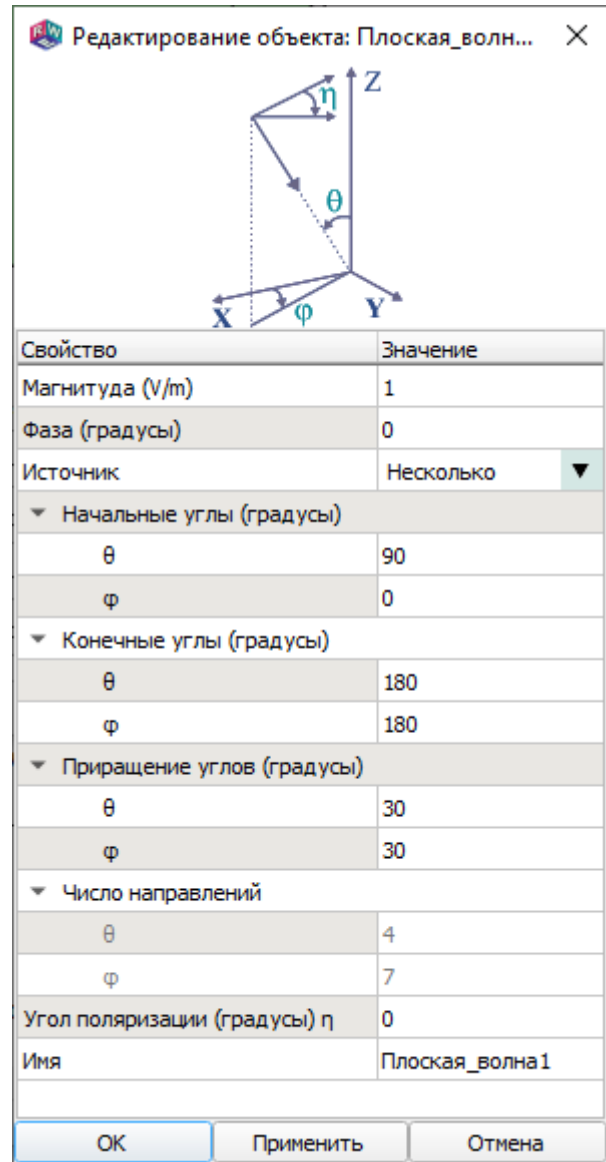 Редактирование объекта: Плоская_волн...
Z
η
θ
X
φ
Y
Свойство Значение
Магнитуда (V/m) 1
Фаза (градусы) 0
Источник Несколько
Начальные углы (градусы)
θ 90
φ 0
Конечные углы (градусы)
θ 180
φ 180
Приращение углов (градусы)
θ 30
φ 30
Число направлений
θ 4
φ 7
Угол поляризации (градусы) η 0
Имя Плоская_волна1
ОК Применить Отмена